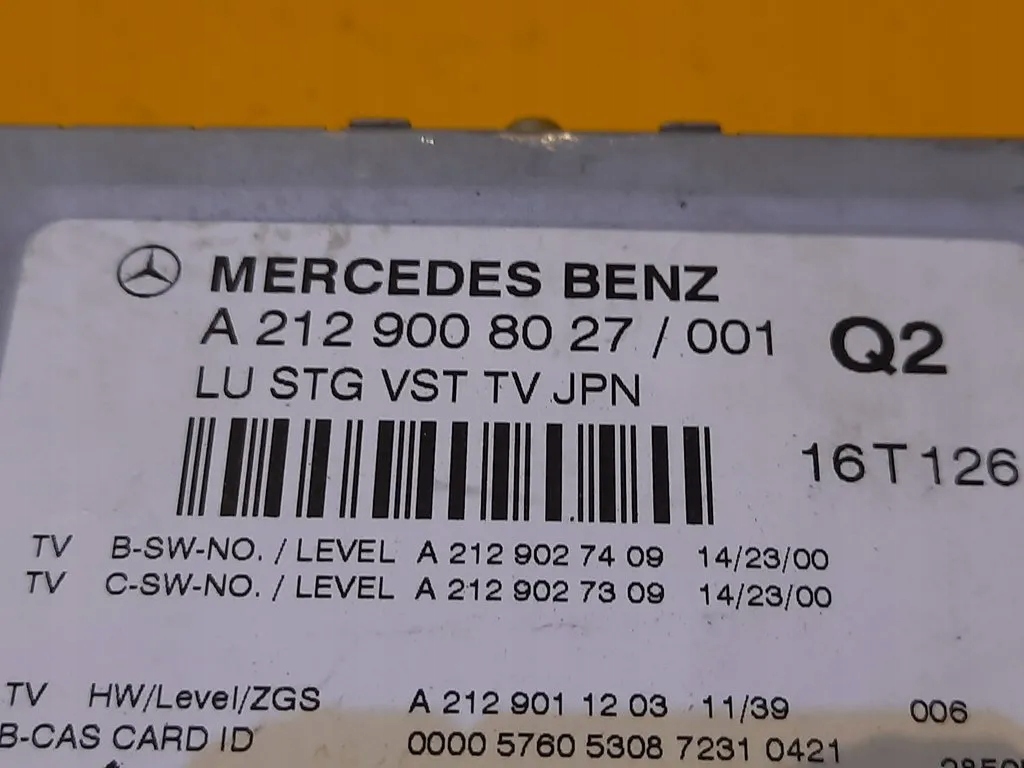 MERCEDES BENZ
A 212 900 80 27 / 001 Q2
LU STG VST TV JPN
16T126
TV B-SW-NO. / LEVEL A 212 902 74 09 14/23/00
TV C-SW-NO. / LEVEL A 212 902 73 09 14/23/00
TV HW/Level/ZGS A 212 901 12 03 11/39 006
B-CAS CARD ID 0000 5760 5308 7231 0421